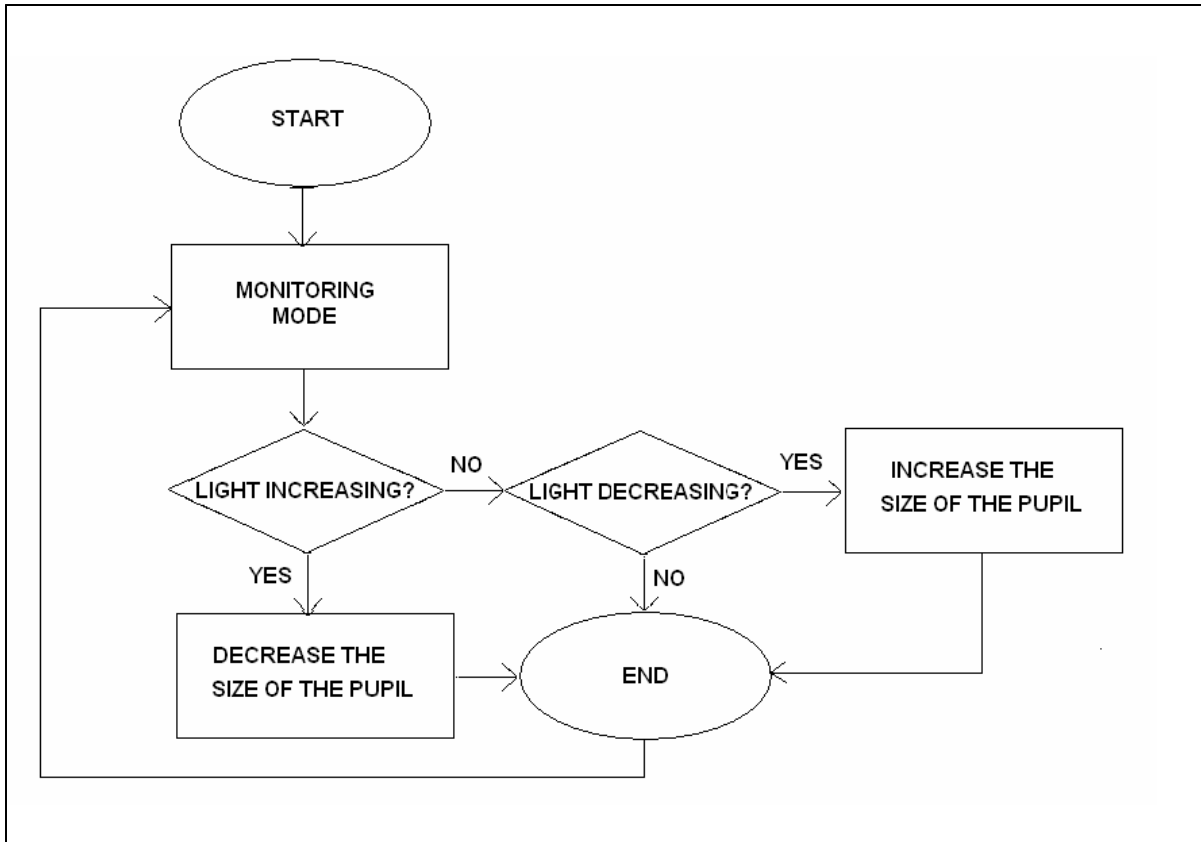 START
MONITORING
MODE
LIGHT INCREASING?
NO
LIGHT DECREASING?
YES
INCREASE THE
SIZE OF THE PUPIL
YES
NO
DECREASE THE
SIZE OF THE PUPIL
END